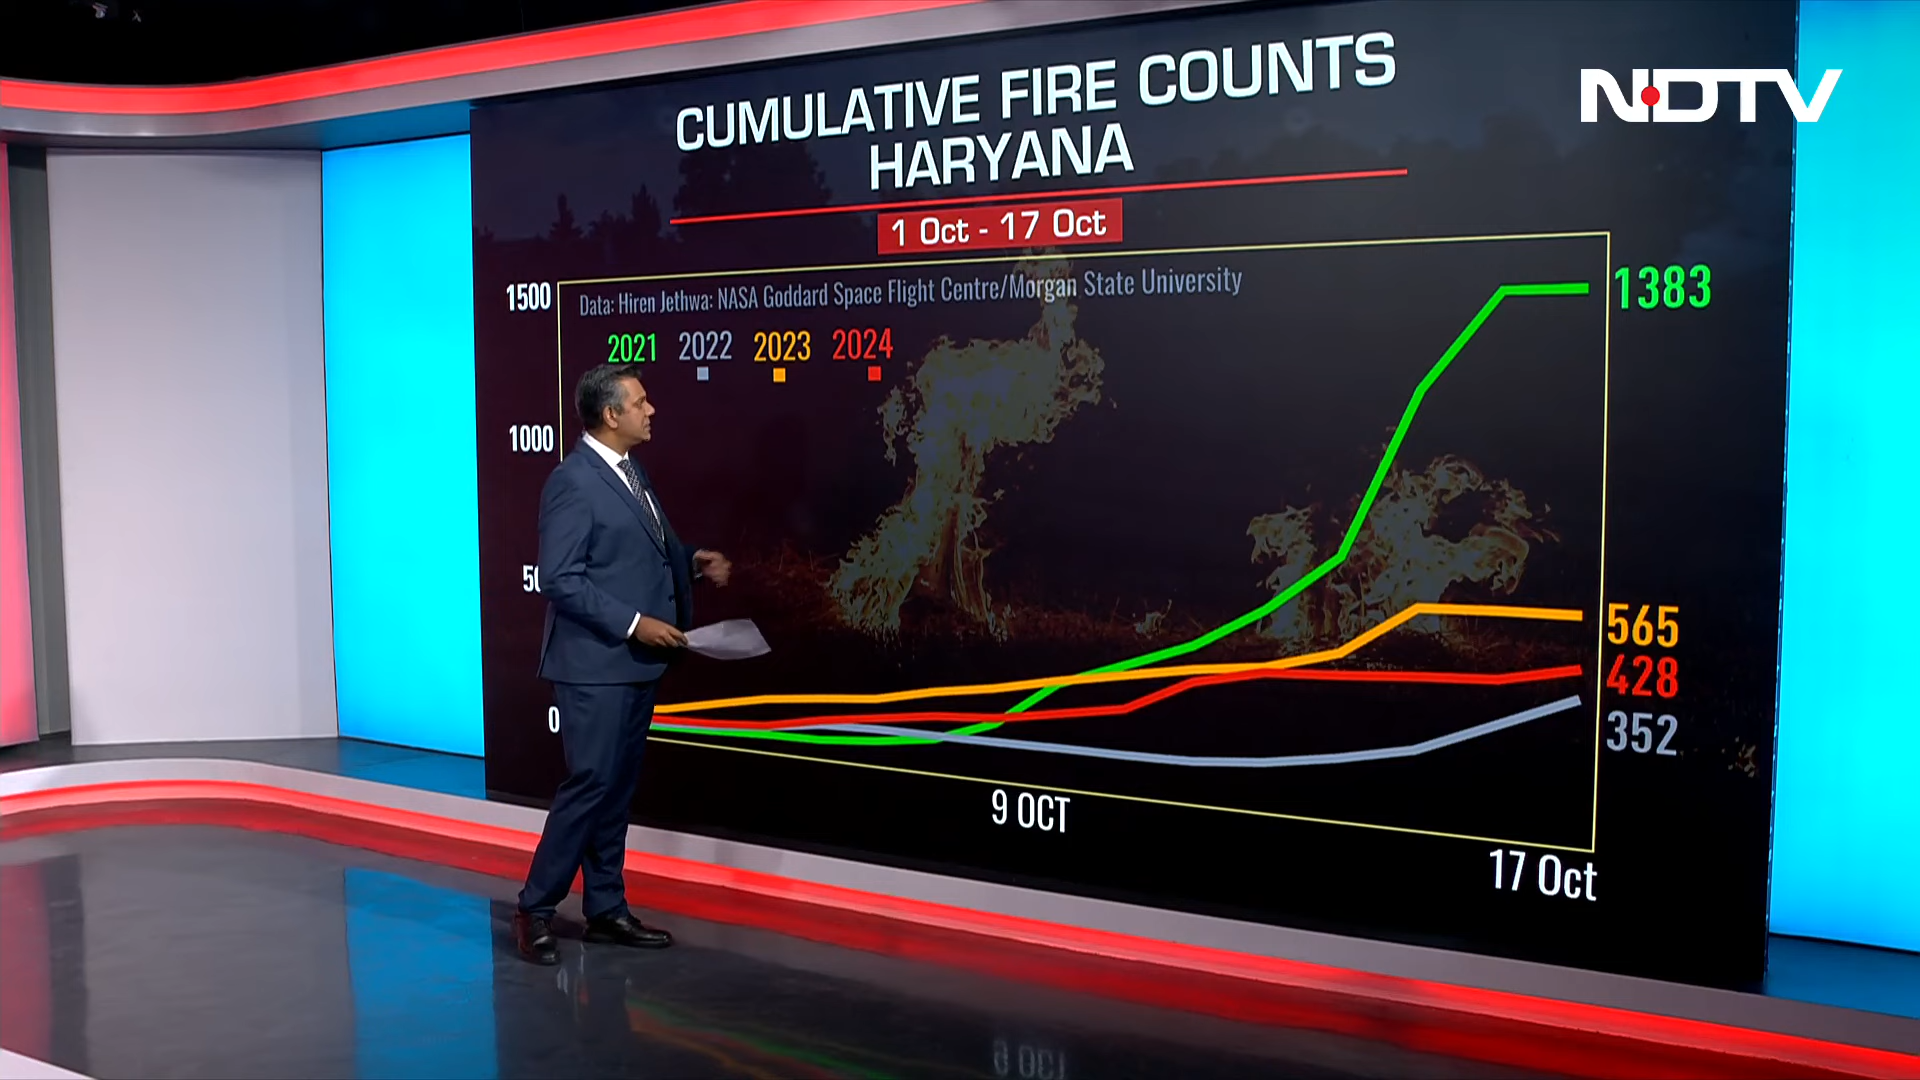 NDTV
CUMULATIVE FIRE COUNTS
HARYANA
1 Oct - 17 Oct
Data: Hiren Jethwa: NASA Goddard Space Flight Centre/Morgan State University
2021 2022 2023 2024
1500
1000
0
1383
565
428
352
9 OCT
17 Oct